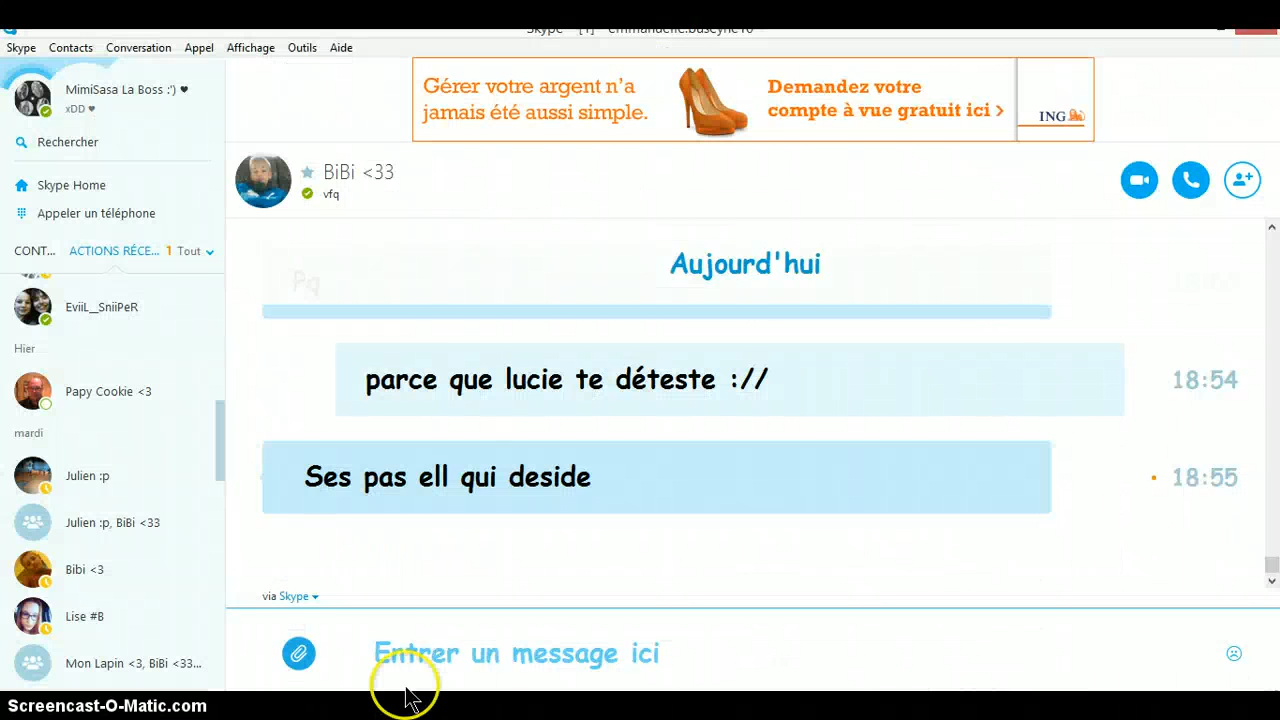 Skype
Contacts
Conversation
Appel
Affichage
Outils
Aide
MimiSasa La Boss :') ♥
xDD ♥
Rechercher
Skype Home
Appeler un téléphone
CONT...
ACTIONS RÉCE...
1
Tout
EviiL__SniiPeR
Hier
Papy Cookie <3
mardi
Julien :p
Julien :p, BiBi <33
Bibi <3
Lise #B
Mon Lapin <3, BiBi <33...
Gérer votre argent n'a
jamais été aussi simple.
Demandez votre
compte à vue gratuit ici >
ING
BiBi <33
vfq
Aujourd'hui
Pq
parce que lucie te déteste ://
18:54
Ses pas ell qui deside
18:55
via Skype
Entrer un message ici
Screencast-O-Matic.com